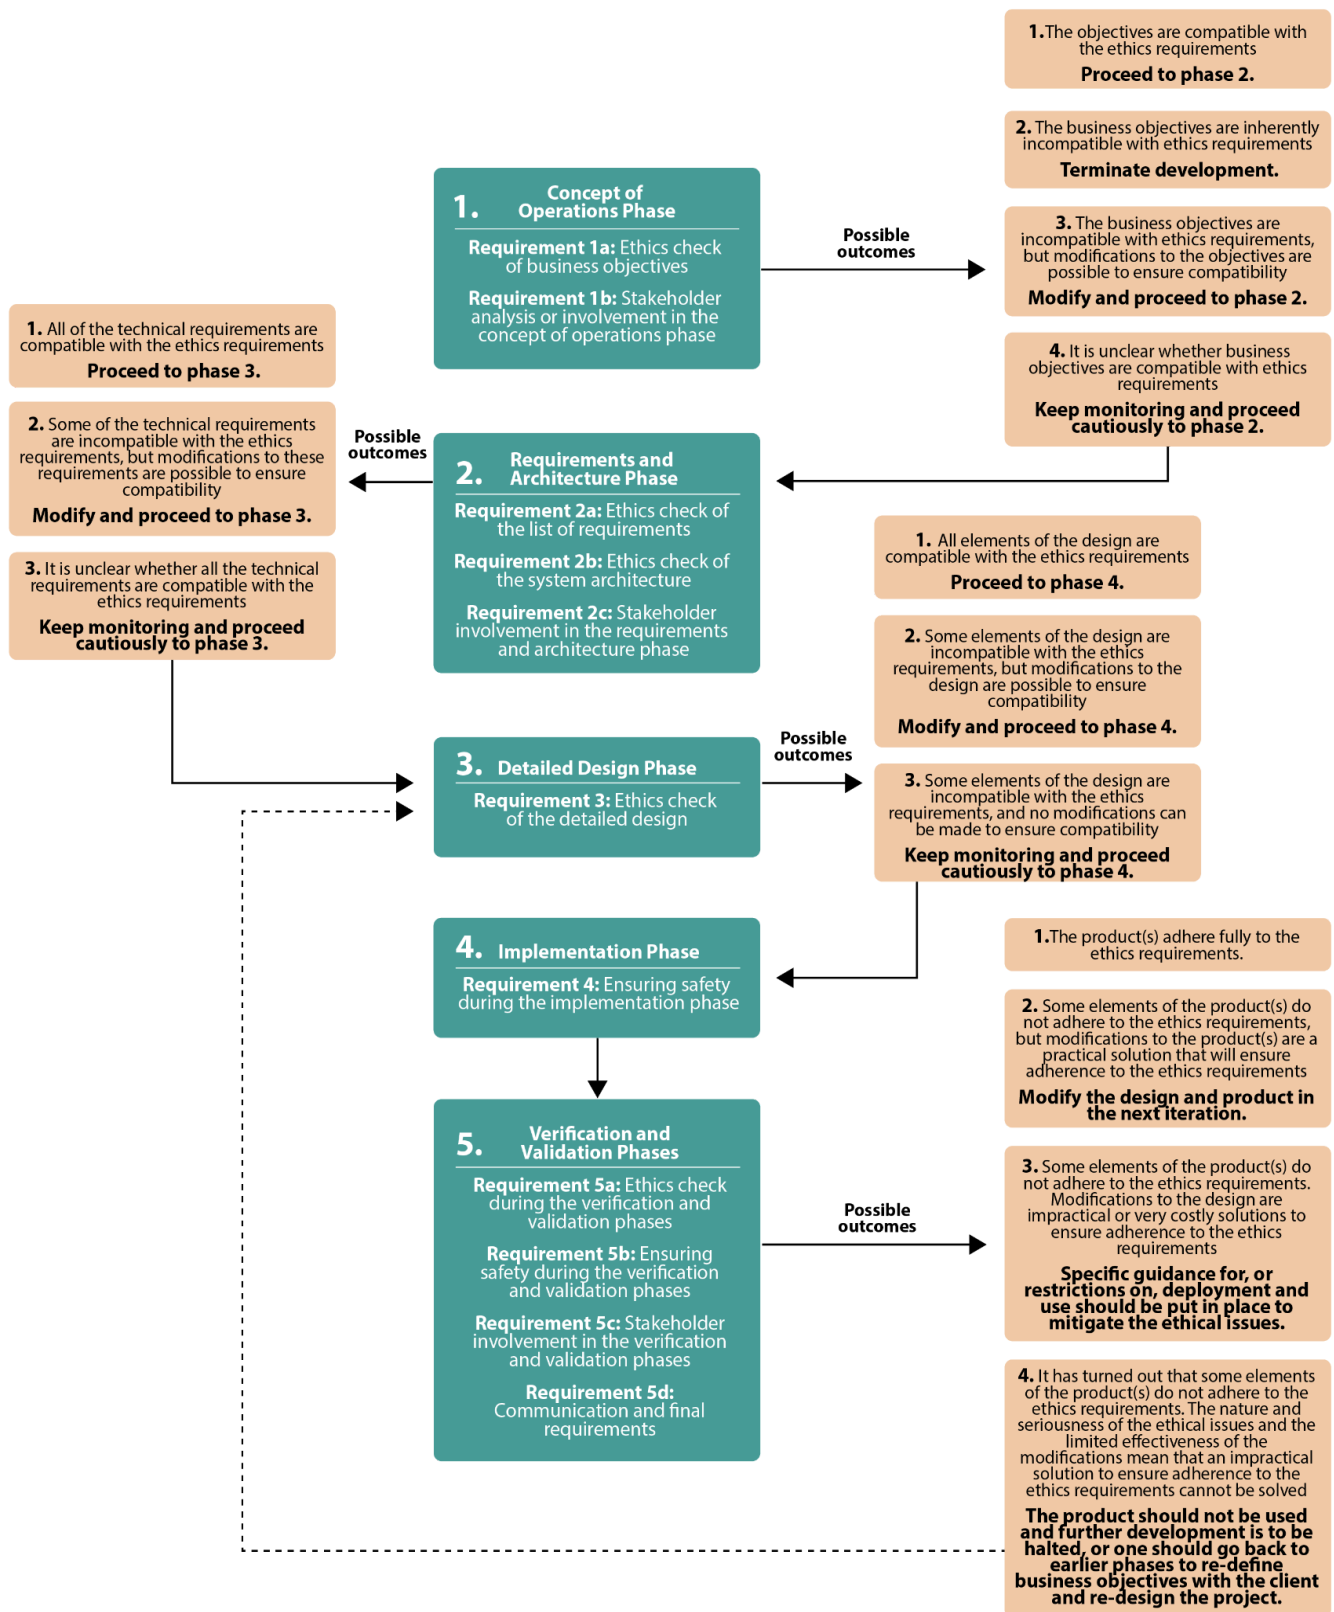 1.The objectives are compatible with
the ethics requirements
Proceed to phase 2.
2. The business objectives are inherently
incompatible with ethics requirements
Terminate development.
3. The business objectives are
incompatible with ethics requirements,
but modifications to the objectives are
possible to ensure compatibility
Modify and proceed to phase 2.
4. It is unclear whether business
objectives are compatible with ethics
requirements
Keep monitoring and proceed
cautiously to phase 2.
1.
Concept of
Operations Phase
Requirement 1a: Ethics check
of business objectives
Requirement 1b: Stakeholder
analysis or involvement in the
concept of operations phase
Possible
outcomes
1. All of the technical requirements are
compatible with the ethics requirements
Proceed to phase 3.
2. Some of the technical requirements
are incompatible with the ethics
requirements, but modifications to these
requirements are possible to ensure
compatibility
Modify and proceed to phase 3.
3. It is unclear whether all the technical
requirements are compatible with the
ethics requirements
Keep monitoring and proceed
cautiously to phase 3.
Possible
outcomes
2.
Requirements and
Architecture Phase
Requirement 2a: Ethics check of
the list of requirements
Requirement 2b: Ethics check of
the system architecture
Requirement 2c: Stakeholder
involvement in the requirements
and architecture phase
1. All elements of the design are
compatible with the ethics requirements
Proceed to phase 4.
2. Some elements of the design are
incompatible with the ethics
requirements, but modifications to the
design are possible to ensure
compatibility
Modify and proceed to phase 4.
3. Some elements of the design are
incompatible with the ethics
requirements, and no modifications can
be made to ensure compatibility
Keep monitoring and proceed
cautiously to phase 4.
3. Detailed Design Phase
Requirement 3: Ethics check
of the detailed design
Possible
outcomes
4. Implementation Phase
Requirement 4: Ensuring safety
during the implementation phase
5.
Verification and
Validation Phases
Requirement 5a: Ethics check
during the verification and
validation phases
Requirement 5b: Ensuring
safety during the verification
and validation phases
Requirement 5c: Stakeholder
involvement in the verification
and validation phases
Requirement 5d:
Communication and final
requirements
Possible
outcomes
1.The product(s) adhere fully to the
ethics requirements.
2. Some elements of the product(s) do
not adhere to the ethics requirements,
but modifications to the product(s) are a
practical solution that will ensure
adherence to the ethics requirements
Modify the design and product in
the next iteration.
3. Some elements of the product(s) do
not adhere to the ethics requirements.
Modifications to the design are
impractical or very costly solutions to
ensure adherence to the ethics
requirements
Specific guidance for, or
restrictions on, deployment and
use should be put in place to
mitigate the ethical issues.
4. It has turned out that some elements
of the product(s) do not adhere to the
ethics requirements. The nature and
seriousness of the ethical issues and the
limited effectiveness of the
modifications mean that an impractical
solution to ensure adherence to the
ethics requirements cannot be solved
The product should not be used
and further development is to be
halted, or one should go back to
earlier phases to re-define
business objectives with the client
and re-design the project.